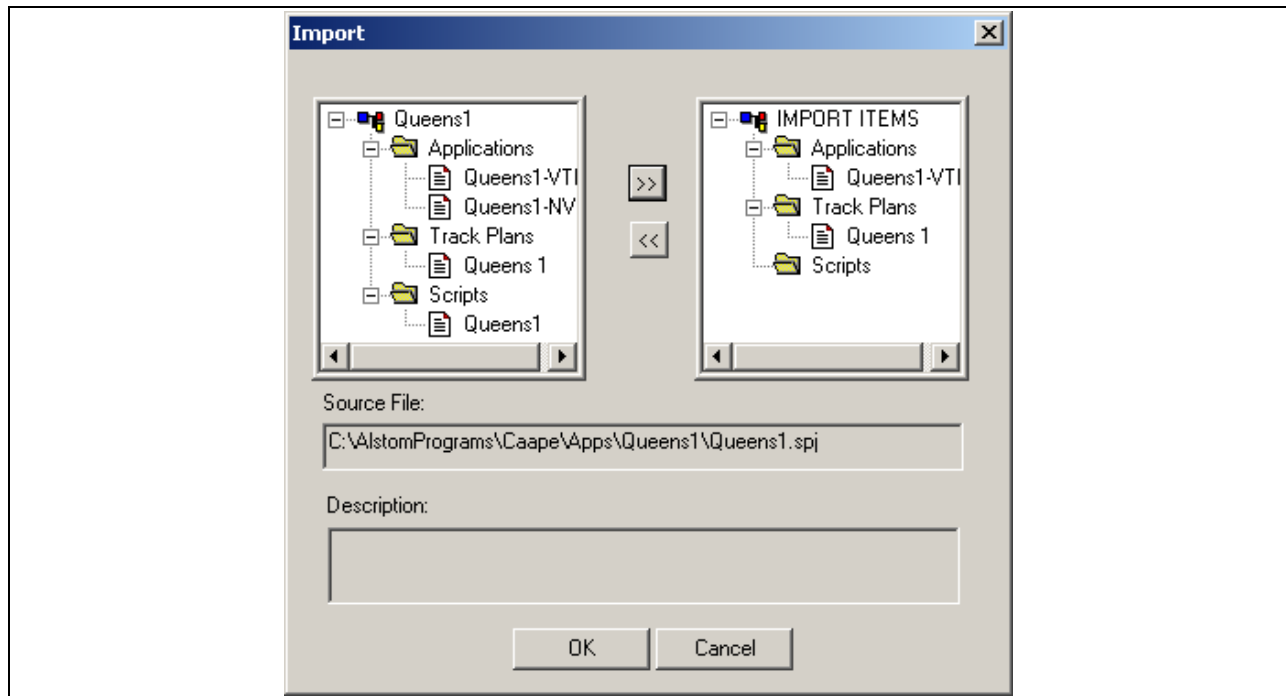 Import
Queens1
Applications
Queens1-VTI
Queens1-NV
Track Plans
Queens 1
Scripts
Queens1
>>
<<
IMPORT ITEMS
Applications
Queens1-VTI
Track Plans
Queens 1
Scripts
Source File:
C:\AlstomPrograms\Caape\Apps\Queens1\Queens1.spj
Description:
OK
Cancel